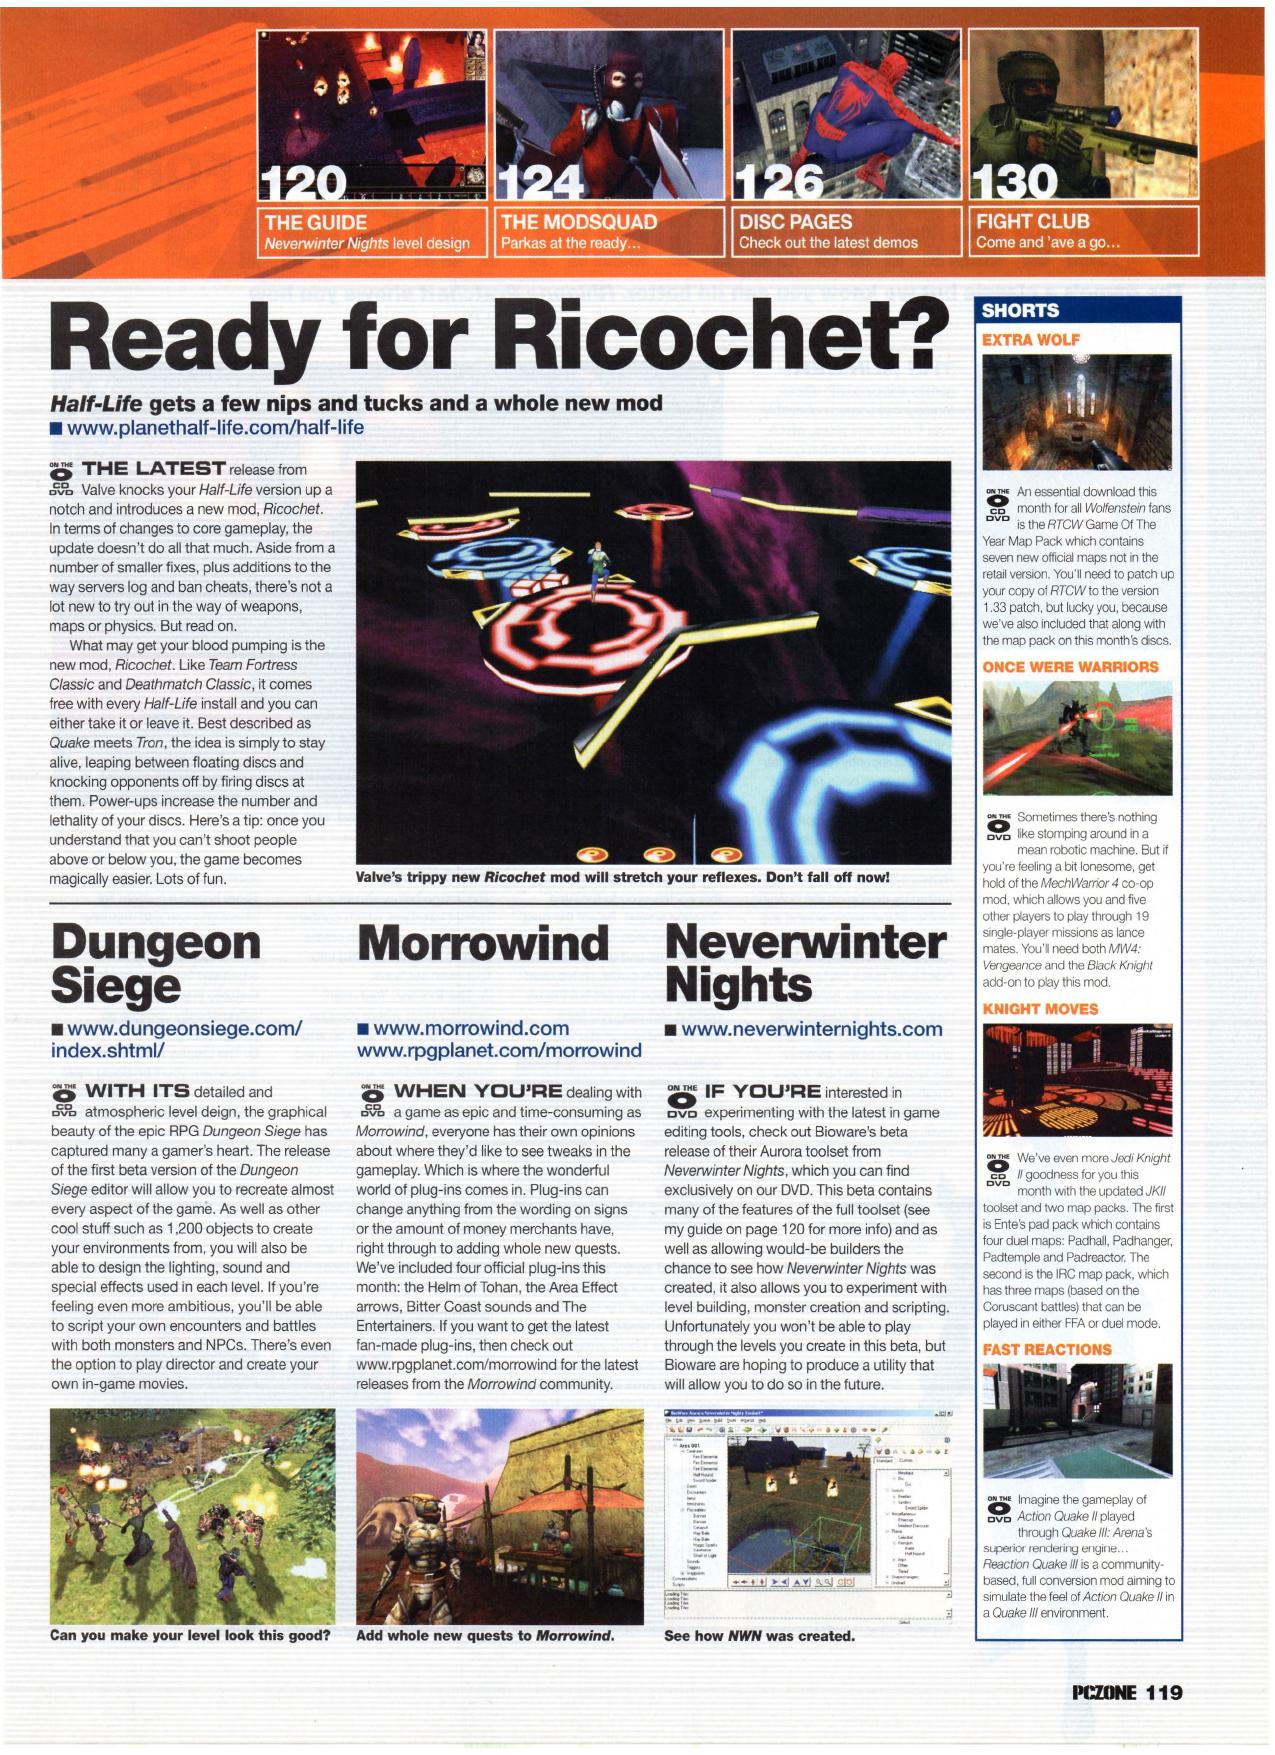 120
THE GUIDE
Neverwinter Nights level design
124
THE MODSQUAD
Parkas at the ready...
126
DISC PAGES
Check out the latest demos
130
FIGHT CLUB
Come and 'ave a go...
Ready for Ricochet?
Half-Life gets a few nips and tucks and a whole new mod
■ www.planethalf-life.com/half-life
ON THE CD DVD
THE LATEST release from
Valve knocks your Half-Life version up a
notch and introduces a new mod, Ricochet.
In terms of changes to core gameplay, the
update doesn't do all that much. Aside from a
number of smaller fixes, plus additions to the
way servers log and ban cheats, there's not a
lot new to try out in the way of weapons,
maps or physics. But read on.
What may get your blood pumping is the
new mod, Ricochet. Like Team Fortress
Classic and Deathmatch Classic, it comes
free with every Half-Life install and you can
either take it or leave it. Best described as
Quake meets Tron, the idea is simply to stay
alive, leaping between floating discs and
knocking opponents off by firing discs at
them. Power-ups increase the number and
lethality of your discs. Here's a tip: once you
understand that you can't shoot people
above or below you, the game becomes
magically easier. Lots of fun.
Valve's trippy new Ricochet mod will stretch your reflexes. Don't fall off now!
Dungeon
Siege
■ www.dungeonsiege.com/
index.shtml/
ON THE CD DVD
WITH ITS detailed and
atmospheric level deign, the graphical
beauty of the epic RPG Dungeon Siege has
captured many a gamer's heart. The release
of the first beta version of the Dungeon
Siege editor will allow you to recreate almost
every aspect of the game. As well as other
cool stuff such as 1,200 objects to create
your environments from, you will also be
able to design the lighting, sound and
special effects used in each level. If you're
feeling even more ambitious, you'll be able
to script your own encounters and battles
with both monsters and NPCs. There's even
the option to play director and create your
own in-game movies.
Can you make your level look this good?
Morrowind
■ www.morrowind.com
www.rpgplanet.com/morrowind
ON THE CD DVD
WHEN YOU'RE dealing with
a game as epic and time-consuming as
Morrowind, everyone has their own opinions
about where they'd like to see tweaks in the
gameplay. Which is where the wonderful
world of plug-ins comes in. Plug-ins can
change anything from the wording on signs
or the amount of money merchants have,
right through to adding whole new quests.
We've included four official plug-ins this
month: the Helm of Tohan, the Area Effect
arrows, Bitter Coast sounds and The
Entertainers. If you want to get the latest
fan-made plug-ins, then check out
www.rpgplanet.com/morrowind for the latest
releases from the Morrowind community.
Add whole new quests to Morrowind.
Neverwinter
Nights
■ www.neverwinternights.com
ON THE DVD
IF YOU'RE interested in
experimenting with the latest in game
editing tools, check out Bioware's beta
release of their Aurora toolset from
Neverwinter Nights, which you can find
exclusively on our DVD. This beta contains
many of the features of the full toolset (see
my guide on page 120 for more info) and as
well as allowing would-be builders the
chance to see how Neverwinter Nights was
created, it also allows you to experiment with
level building, monster creation and scripting.
Unfortunately you won't be able to play
through the levels you create in this beta, but
Bioware are hoping to produce a utility that
will allow you to do so in the future.
See how NWN was created.
SHORTS
EXTRA WOLF
ON THE CD DVD
An essential download this
month for all Wolfenstein fans
is the RTCW Game Of The
Year Map Pack which contains
seven new official maps not in the
retail version. You'll need to patch up
your copy of RTCW to the version
1.33 patch, but lucky you, because
we've also included that along with
the map pack on this month's discs.
ONCE WERE WARRIORS
ON THE DVD
Sometimes there's nothing
like stomping around in a
mean robotic machine. But if
you're feeling a bit lonesome, get
hold of the MechWarrior 4 co-op
mod, which allows you and five
other players to play through 19
single-player missions as lance
mates. You'll need both MW4:
Vengeance and the Black Knight
add-on to play this mod.
KNIGHT MOVES
ON THE CD DVD
We've even more Jedi Knight
II goodness for you this
month with the updated JKII
toolset and two map packs. The first
is Ente's pad pack which contains
four duel maps: Padhall, Padhanger,
Padtemple and Padreactor. The
second is the IRC map pack, which
has three maps (based on the
Coruscant battles) that can be
played in either FFA or duel mode.
FAST REACTIONS
ON THE DVD
Imagine the gameplay of
Action Quake II played
through Quake III: Arena's
superior rendering engine...
Reaction Quake III is a community-
based, full conversion mod aiming to
simulate the feel of Action Quake II in
a Quake III environment.
PCZONE 119